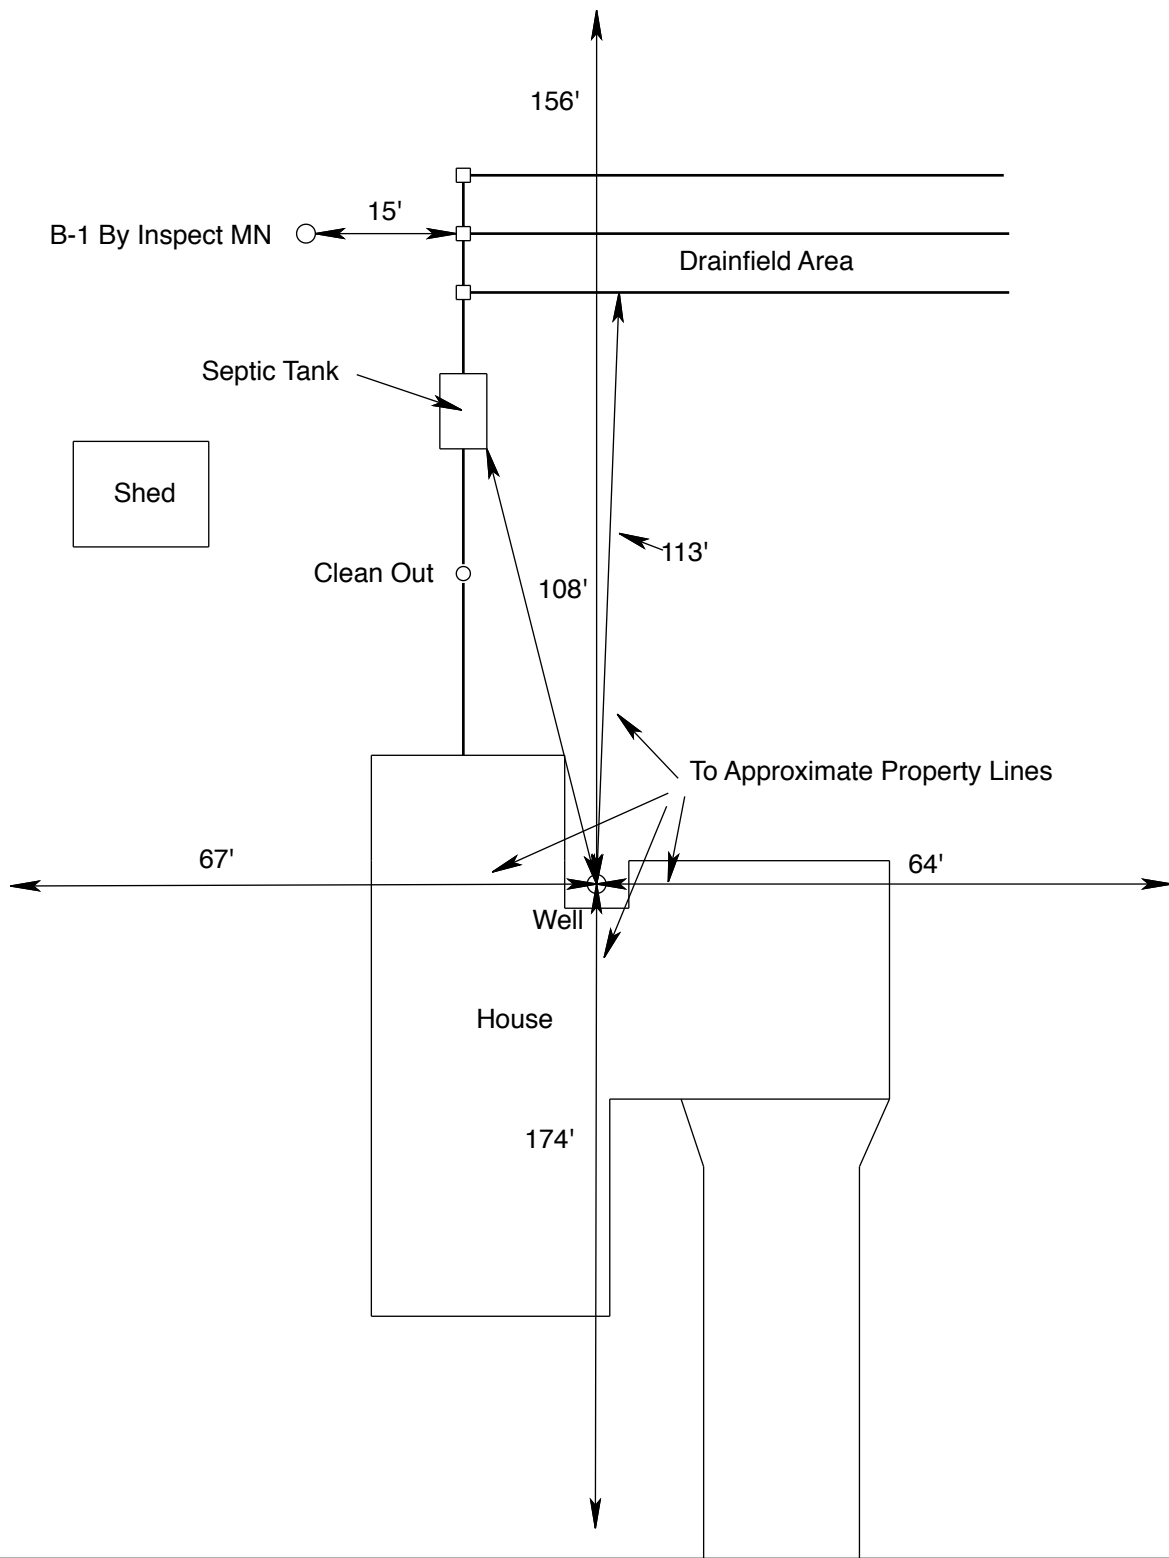 156'
15'
B-1 By Inspect MN
Drainfield Area
Septic Tank
Shed
113'
Clean Out
108'
To Approximate Property Lines
67'
64'
Well
House
174'